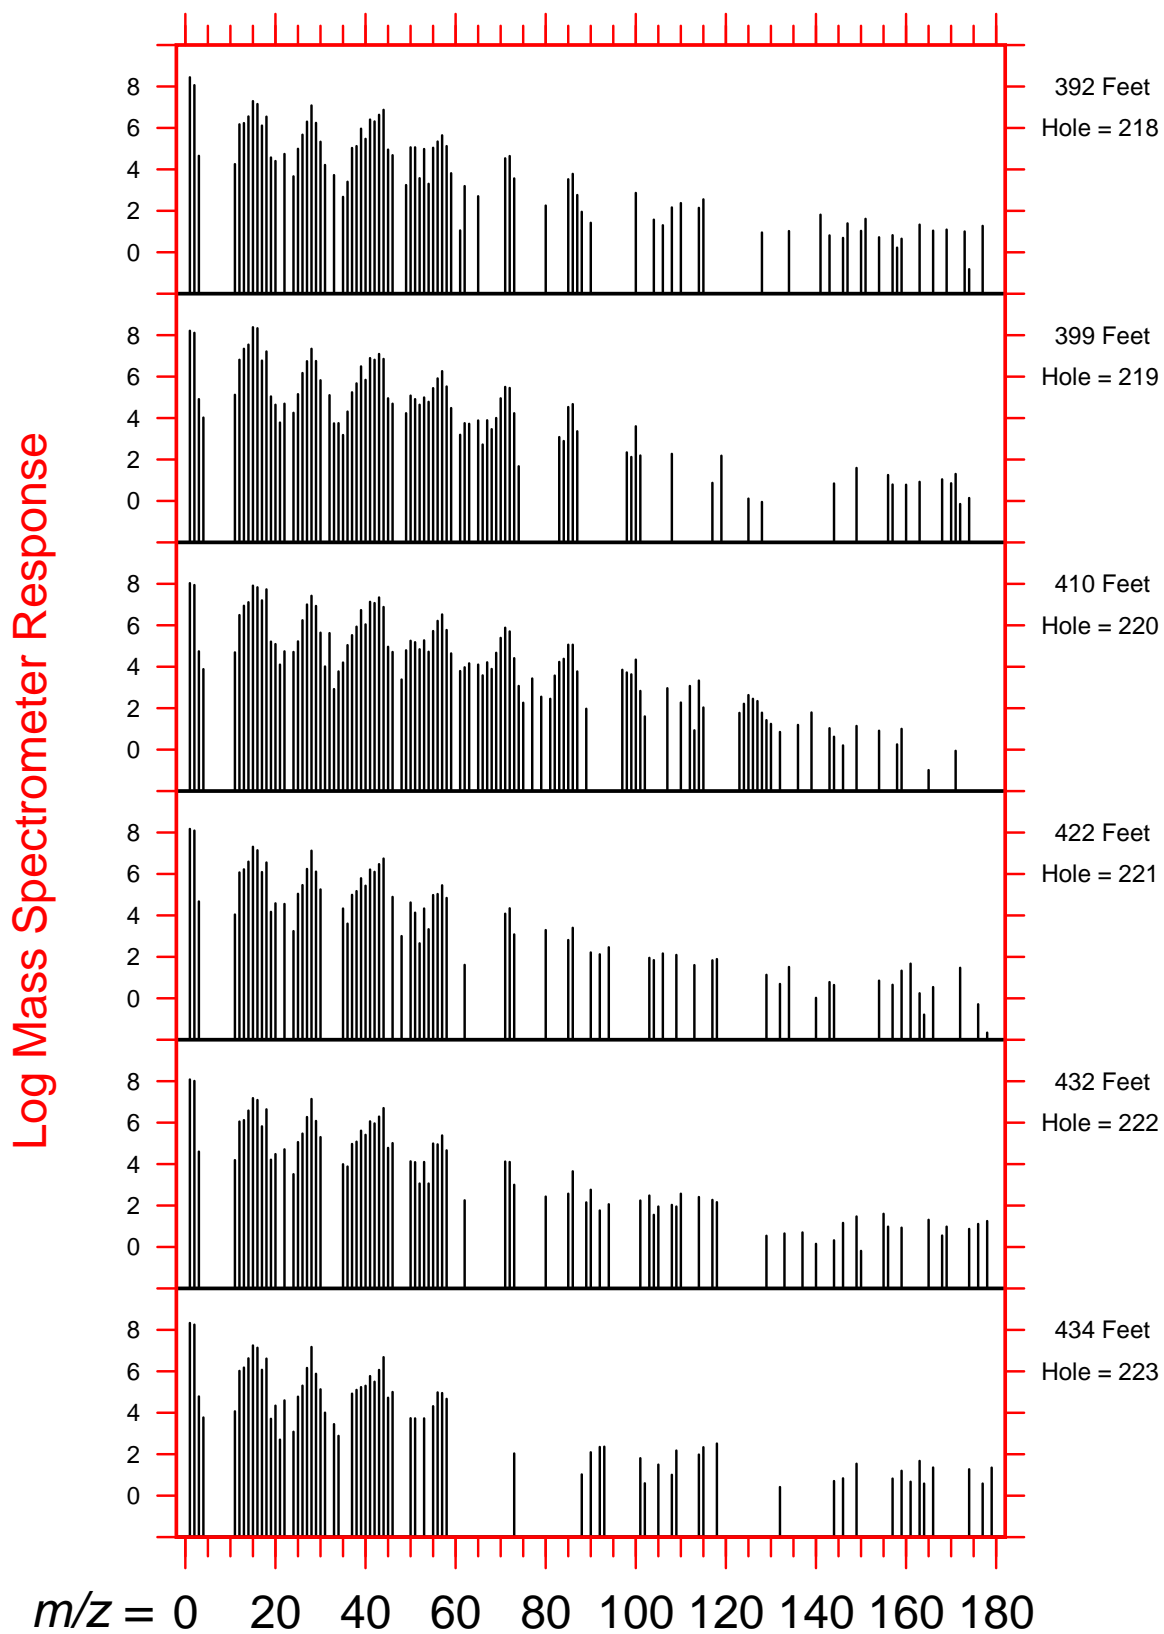 Log Mass Spectrometer Response
8
6
4
2
0
392 Feet
Hole = 218
8
6
4
2
0
399 Feet
Hole = 219
8
6
4
2
0
410 Feet
Hole = 220
8
6
4
2
0
422 Feet
Hole = 221
8
6
4
2
0
432 Feet
Hole = 222
8
6
4
2
0
434 Feet
Hole = 223
m/z = 0 20 40 60 80 100 120 140 160 180